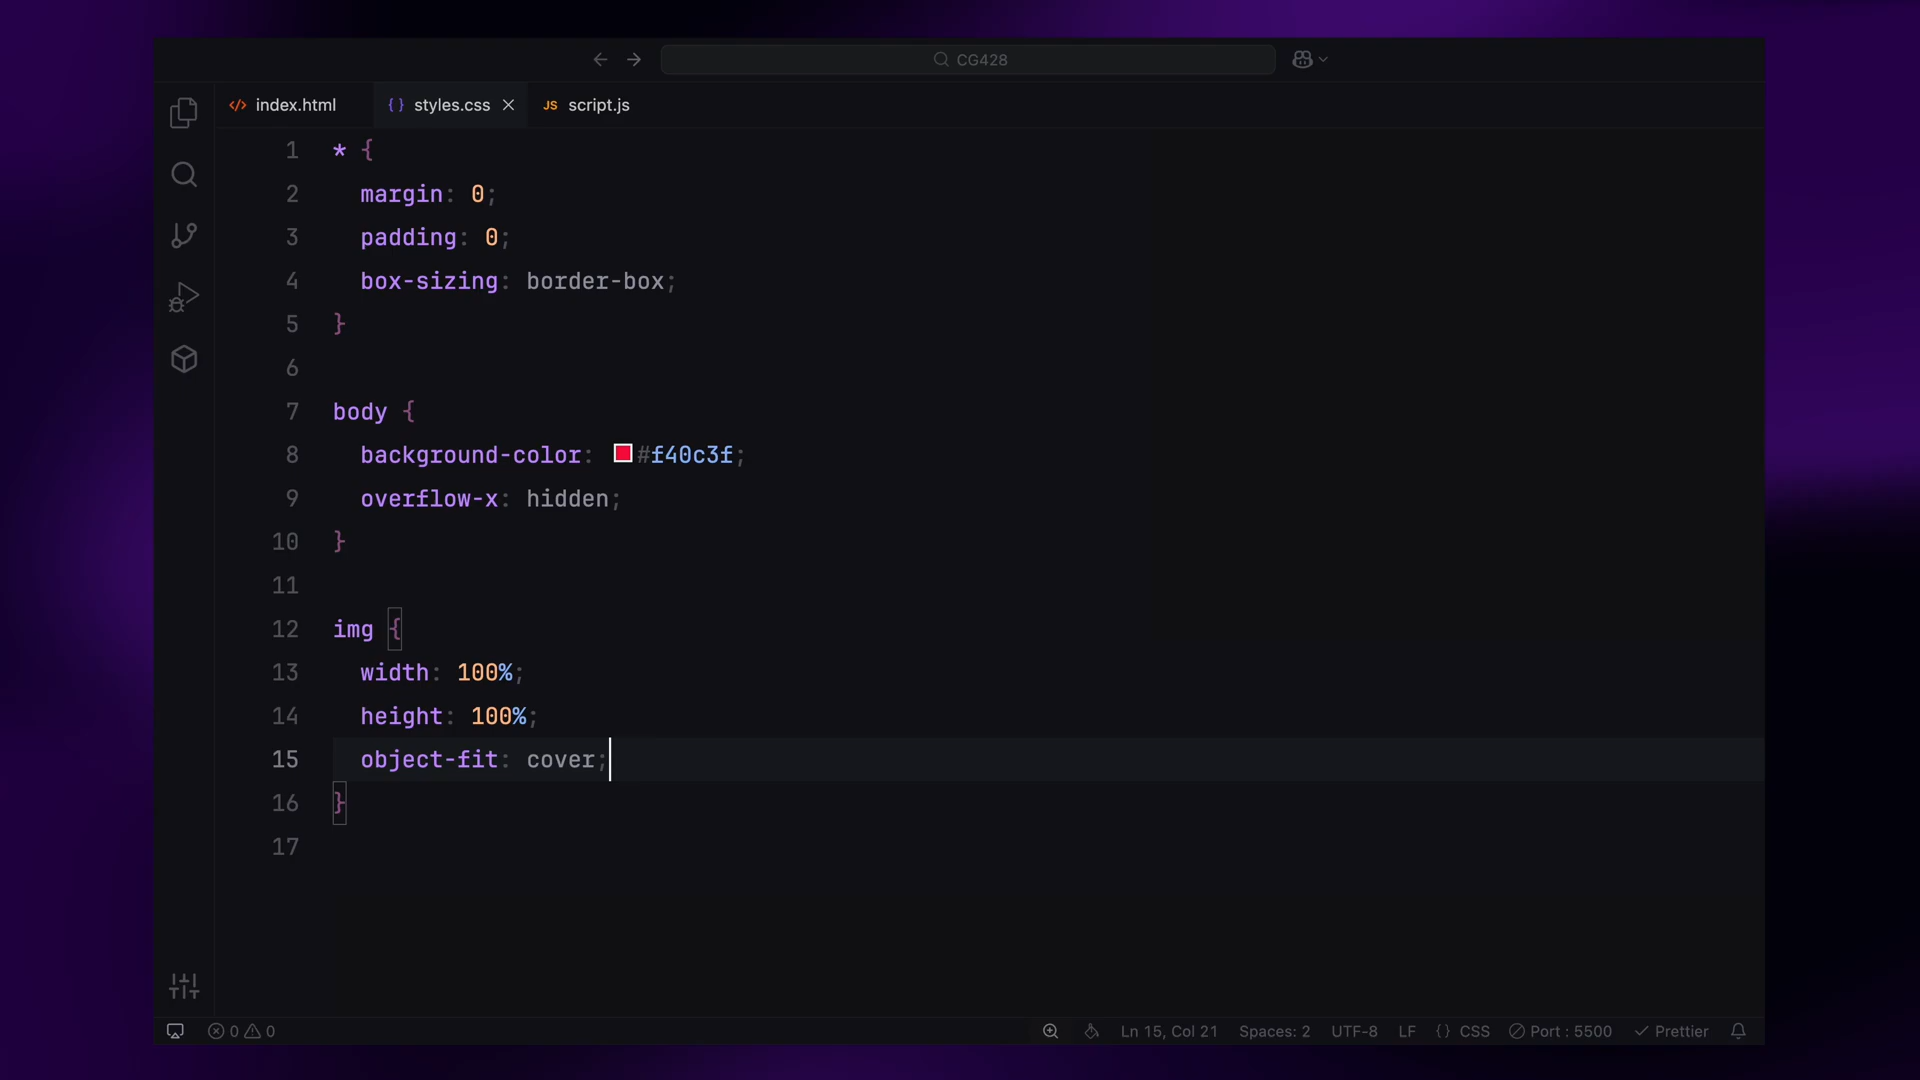 CG428
</> index.html
{ } styles.css
JS script.js
1 * {
2 margin: 0;
3 padding: 0;
4 box-sizing: border-box;
5 }
6
7 body {
8 background-color: #f40c3f;
9 overflow-x: hidden;
10 }
11
12 img {
13 width: 100%;
14 height: 100%;
15 object-fit: cover;
16 }
17
0 0 Ln 15, Col 21 Spaces: 2 UTF-8 LF {} CSS Port : 5500 Prettier